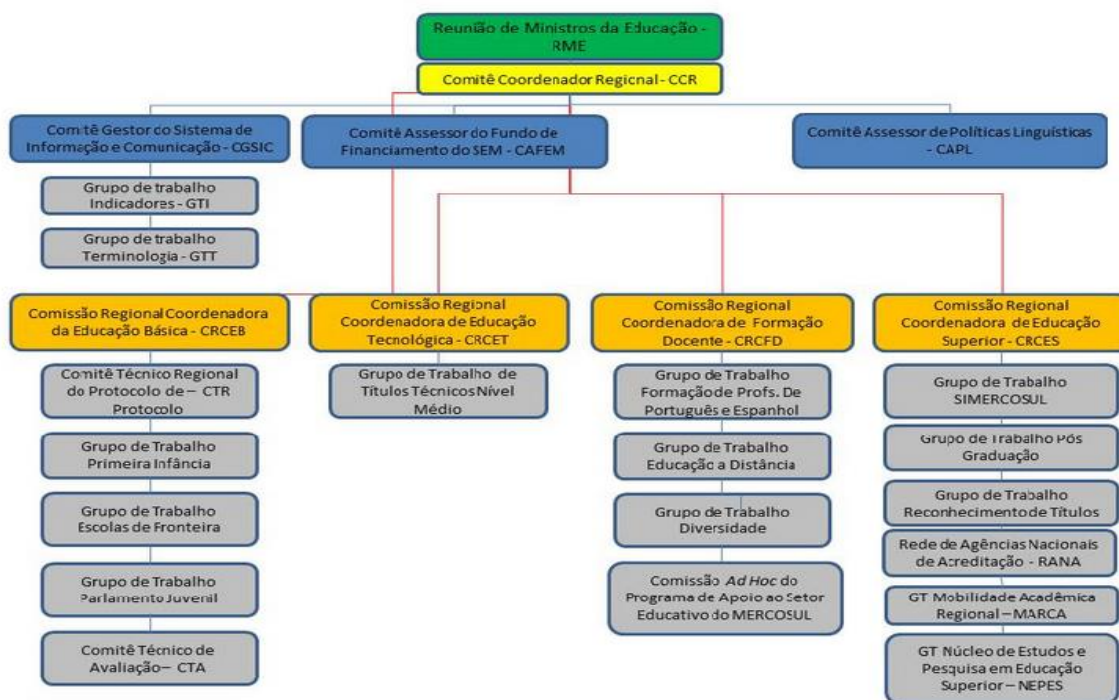 Reunião de Ministros da Educação -
RME
Comitê Coordenador Regional - CCR
Comitê Gestor do Sistema de
Informação e Comunicação - CGSIC
Comitê Assessor do Fundo de
Financiamento do SEM - CAFEM
Comitê Assessor de Políticas Linguísticas
- CAPL
Grupo de trabalho
Indicadores - GTI
Grupo de trabalho
Terminologia - GTT
Comissão Regional Coordenadora
da Educação Básica - CRCEB
Comitê Técnico Regional
do Protocolo de – CTR
Protocolo
Grupo de Trabalho
Primeira Infância
Grupo de Trabalho
Escolas de Fronteira
Grupo de Trabalho
Parlamento Juvenil
Comitê Técnico de
Avaliação – CTA
Comissão Regional
Coordenadora de Educação
Tecnológica - CRCET
Grupo de Trabalho de
Títulos Técnicos Nível
Médio
Comissão Regional
Coordenadora de Formação
Docente - CRCFD
Grupo de Trabalho
Formação de Profs. De
Português e Espanhol
Grupo de Trabalho
Educação a Distância
Grupo de Trabalho
Diversidade
Comissão Ad Hoc do
Programa de Apoio ao Setor
Educativo do MERCOSUL
Comissão Regional
Coordenadora de Educação
Superior - CRCES
Grupo de Trabalho
SIMERCOSUL
Grupo de Trabalho Pós
Graduação
Grupo de Trabalho
Reconhecimento de Títulos
Rede de Agências Nacionais
de Acreditação - RANA
GT Mobilidade Acadêmica
Regional – MARCA
GT Núcleo de Estudos e
Pesquisa em Educação
Superior – NEPES